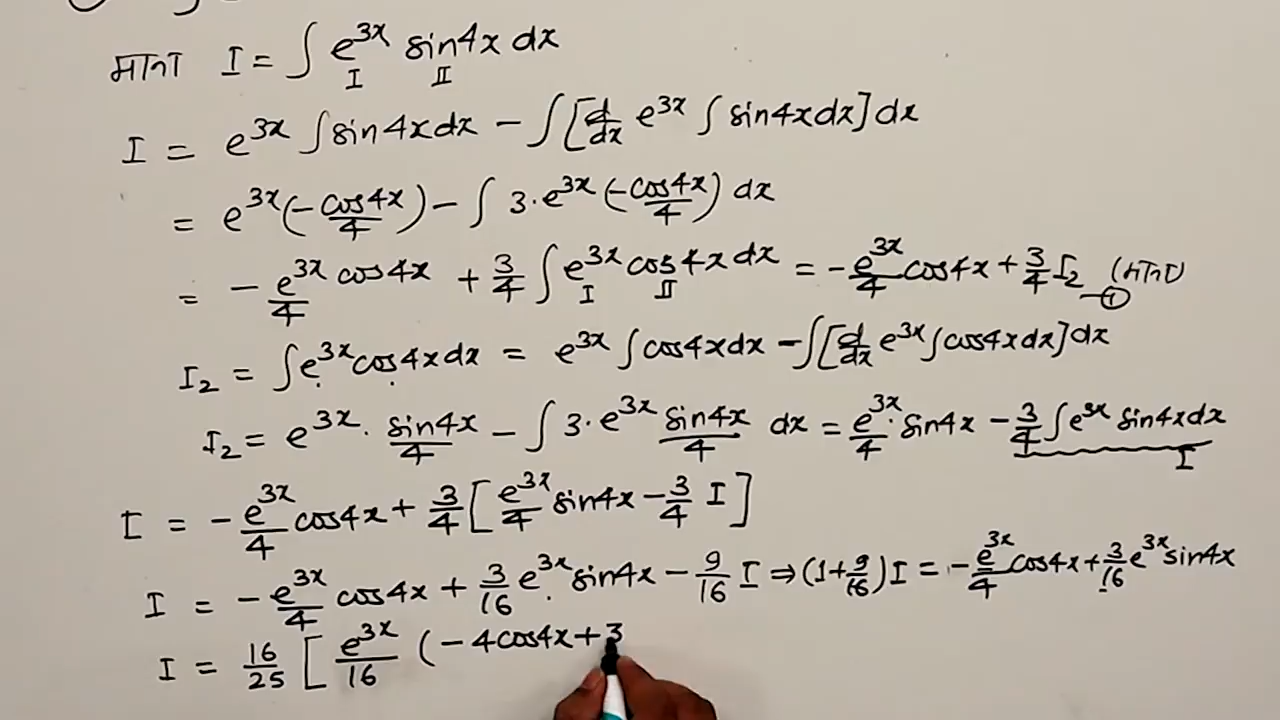 माना I = ∫ e^{3x} sin4x dx
I II
I = e^{3x} ∫ sin4x dx - ∫ [d/dx e^{3x} ∫ sin4x dx] dx
= e^{3x} (-cos4x/4) - ∫ 3·e^{3x} (-cos4x/4) dx
= - e^{3x}/4 cos4x + 3/4 ∫ e^{3x} cos4x dx = - e^{3x}/4 cos4x + 3/4 I₂ (माना)
I II ①
I₂ = ∫ e^{3x} cos4x dx = e^{3x} ∫ cos4x dx - ∫ [d/dx e^{3x} ∫ cos4x dx] dx
I₂ = e^{3x} · sin4x/4 - ∫ 3·e^{3x} sin4x/4 dx = e^{3x}/4 · sin4x - 3/4 ∫ e^{3x} sin4x dx
I
I = - e^{3x}/4 cos4x + 3/4 [e^{3x}/4 sin4x - 3/4 I]
I = - e^{3x}/4 cos4x + 3/16 e^{3x} sin4x - 9/16 I ⇒ (1+9/16) I = - e^{3x}/4 cos4x + 3/16 e^{3x} sin4x
I = 16/25 [e^{3x}/16 (-4cos4x+3